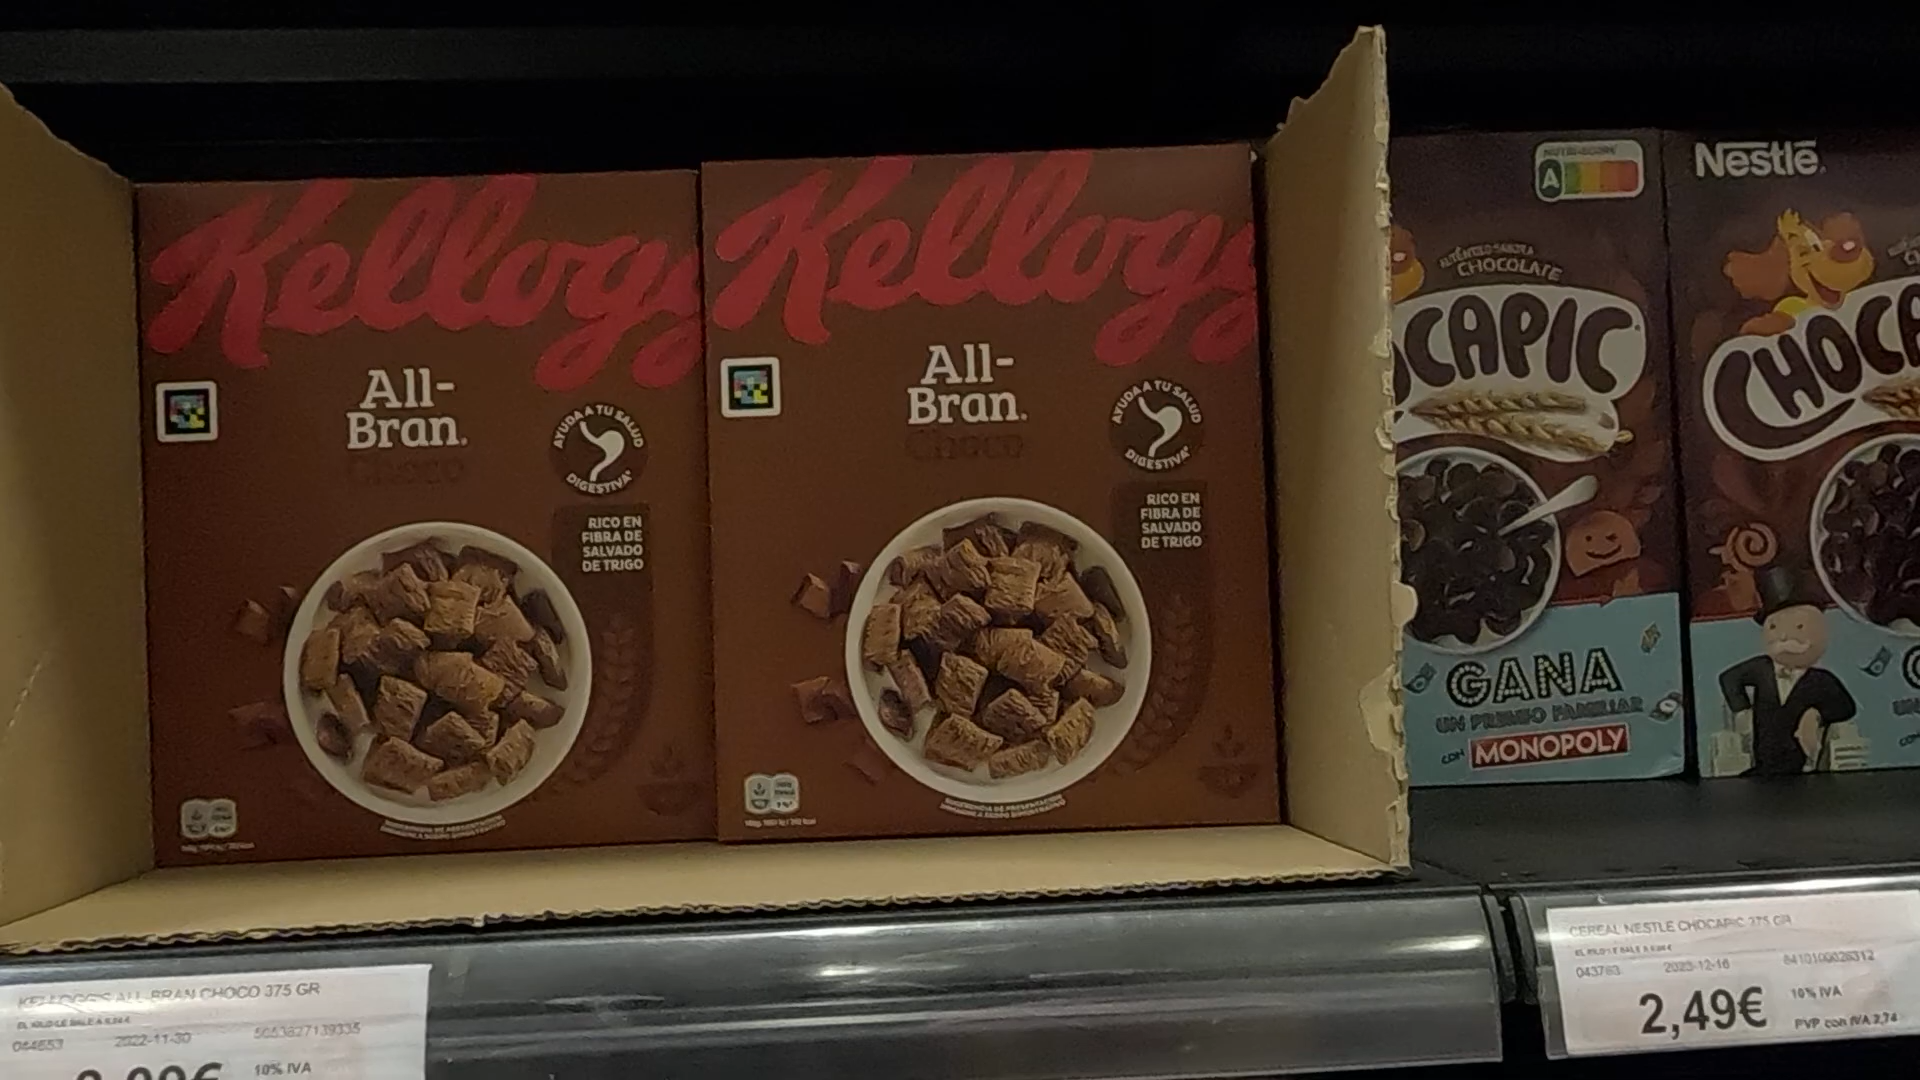 Kellogg
All-
Bran.
Choco
AYUDA A TU SALUD
DIGESTIVA*
RICO EN
FIBRA DE
SALVADO
DE TRIGO
Kellogg
All-
Bran.
Choco
AYUDA A TU SALUD
DIGESTIVA*
RICO EN
FIBRA DE
SALVADO
DE TRIGO
NUTRI-SCORE
A
CHOCOLATE
OCAPIC
GANA
UN PREMIO FAMILIAR
CON MONOPOLY
Nestlé
CHOCA
KELLOGG'S ALL-BRAN CHOCO 375 GR
044653 2022-11-30
10% IVA
CEREAL NESTLE CHOCAPIC 375 GR
043763 2023-12-16
2,49€
10% IVA
PVP con IVA 2,74